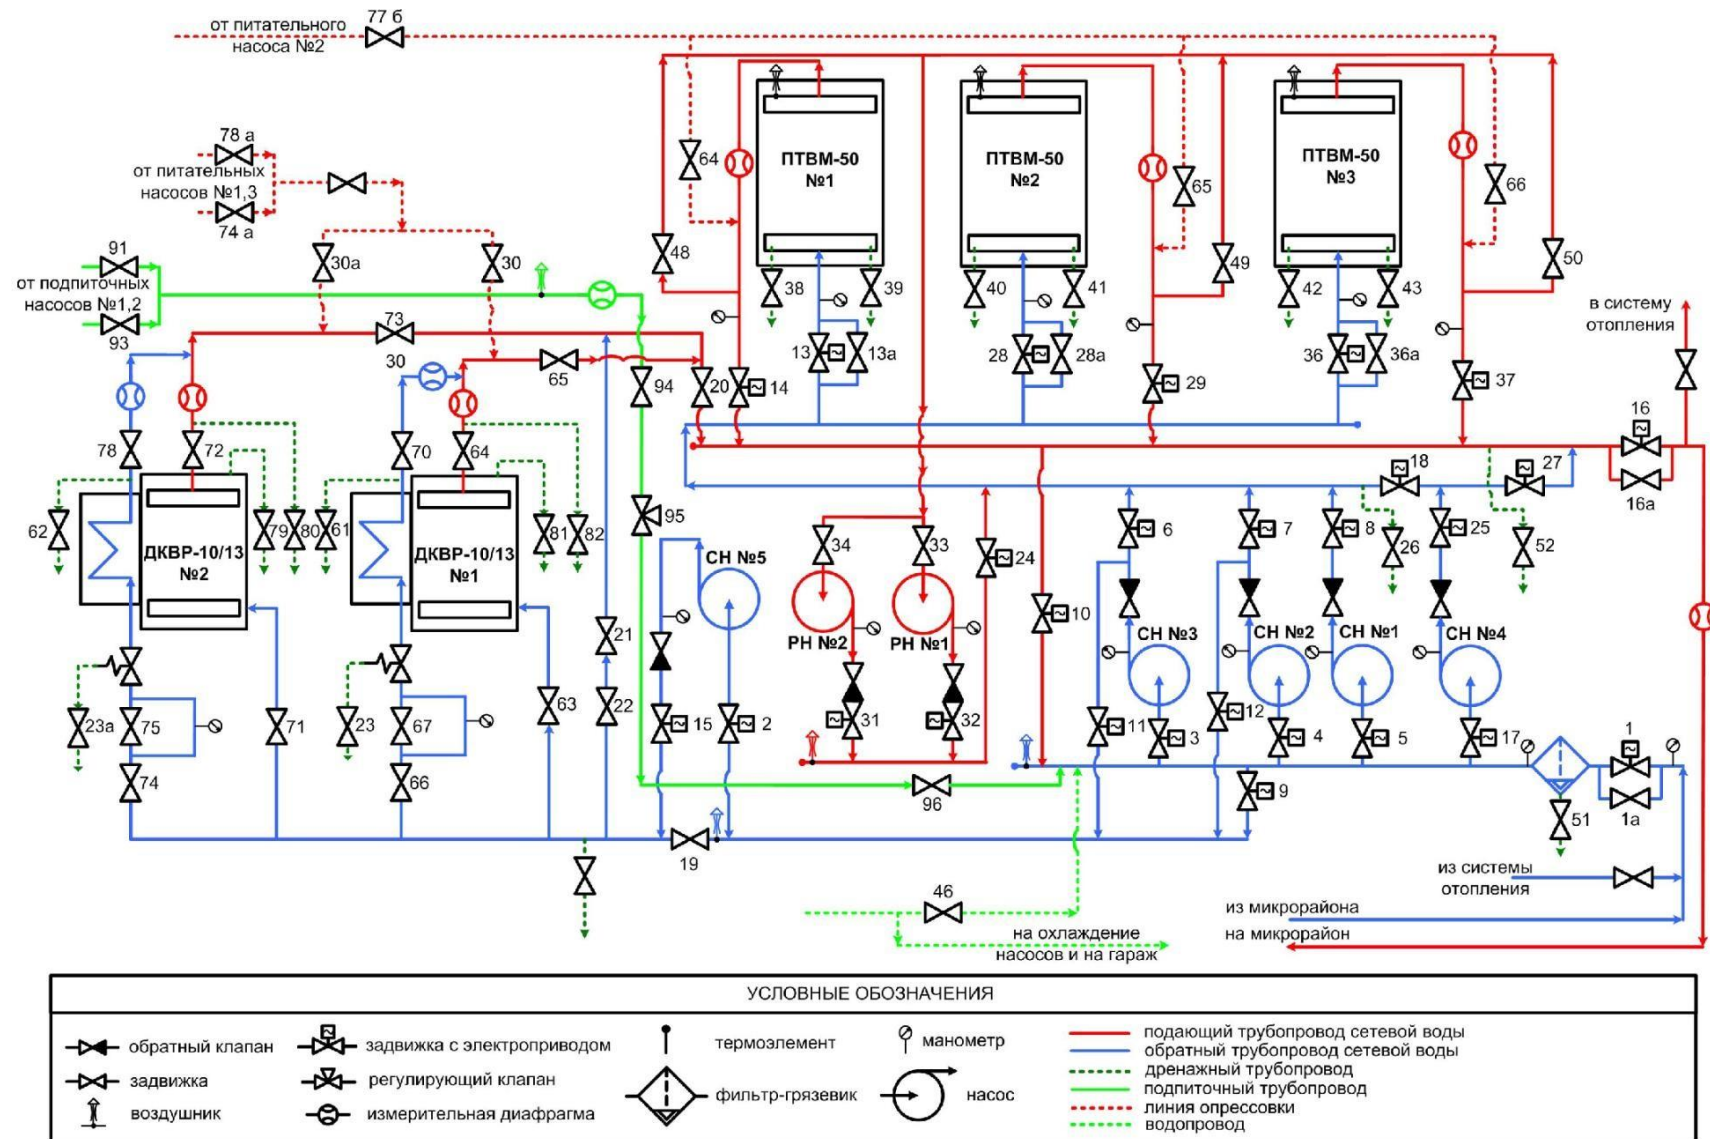 от питательного
насоса №2
77 б
78 а
от питательных
насосов №1,3
74 а
91
от подпиточных
насосов №1,2
93
30а
30
73
30
65
94
20
64
48
14
ПТВМ-50
№1
ПТВМ-50
№2
ПТВМ-50
№3
65
66
49
50
38
39
40
41
42
43
13
13а
28
28а
36
36а
29
37
в систему
отопления
16
16а
18
27
78
72
70
64
62
79
80
61
81
82
ДКВР-10/13
№2
ДКВР-10/13
№1
95
СН №5
34
33
24
РН №2
РН №1
10
6
7
8
25
26
52
СН №3
СН №2
СН №1
СН №4
21
22
23а
75
71
23
67
63
74
66
15
2
31
32
11
3
12
4
5
17
1
1а
9
51
96
19
46
из системы
отопления
из микрорайона
на микрорайон
на охлаждение
насосов и на гараж
УСЛОВНЫЕ ОБОЗНАЧЕНИЯ
обратный клапан
задвижка
воздушник
задвижка с электроприводом
регулирующий клапан
измерительная диафрагма
термоэлемент
фильтр-грязевик
манометр
насос
подающий трубопровод сетевой воды
обратный трубопровод сетевой воды
дренажный трубопровод
подпиточный трубопровод
линия опрессовки
водопровод